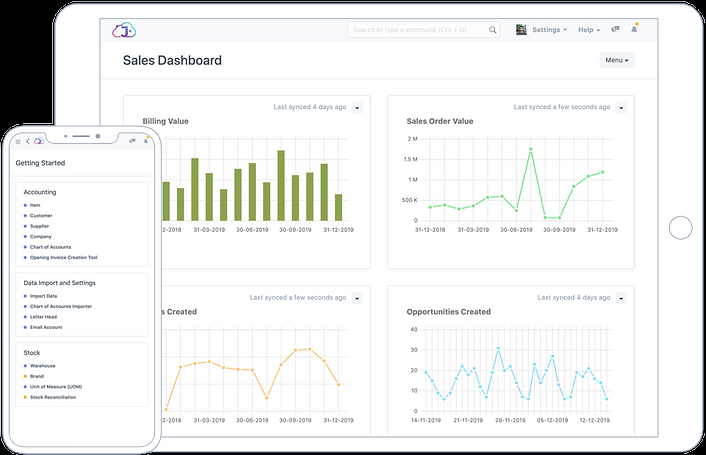 J
Search or type a command (Ctrl + G)
Settings
Help
Sales Dashboard
Menu
Last synced 4 days ago
Billing Value
2-2018
31-03-2019
30-06-2019
30-09-2019
31-12-2019
Last synced a few seconds ago
Sales Order Value
2 M
1.5 M
1 M
500 K
0
31-12-2018
31-03-2019
30-06-2019
30-09-2019
31-12-2019
Last synced a few seconds ago
s Created
2-2018
31-03-2019
30-06-2019
30-09-2019
31-12-2019
Last synced 4 days ago
Opportunities Created
40
30
20
10
0
14-11-2019
21-11-2019
28-11-2019
05-12-2019
12-12-2019
Getting Started
Accounting
Item
Customer
Supplier
Company
Chart of Accounts
Opening Invoice Creation Tool
Data Import and Settings
Import Data
Chart of Accounts Importer
Letter Head
Email Account
Stock
Warehouse
Brand
Unit of Measure (UOM)
Stock Reconciliation